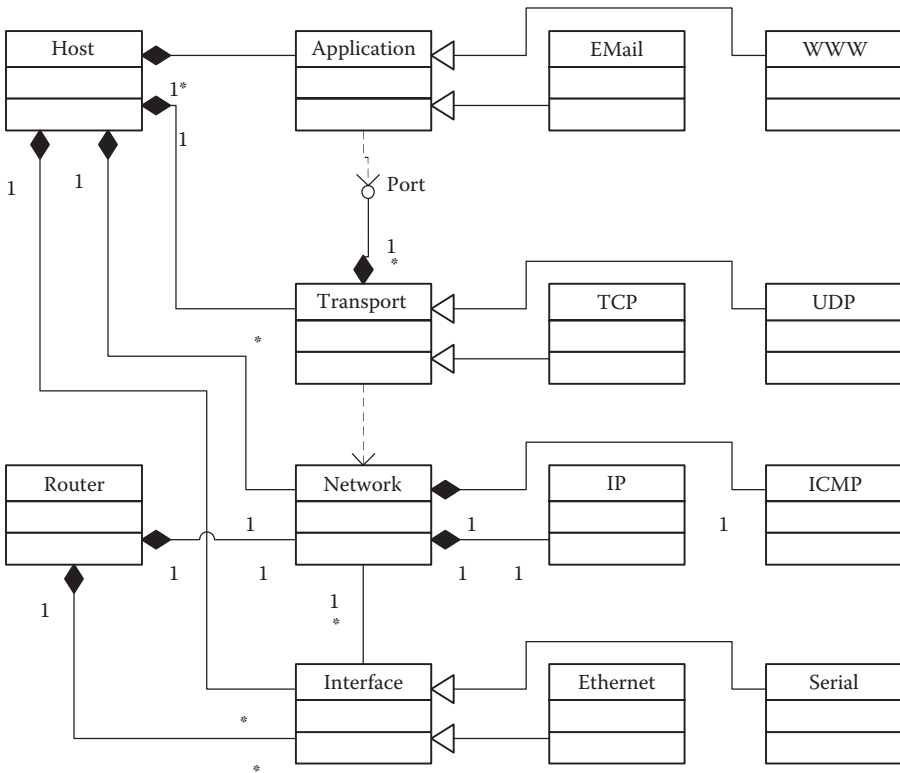 Host
Application
EMail
WWW
1*
1
1
1
Port
1
*
Transport
TCP
UDP
*
Router
Network
IP
ICMP
1
1
1
1
1
1
1
1
1
*
Interface
Ethernet
Serial
*
*